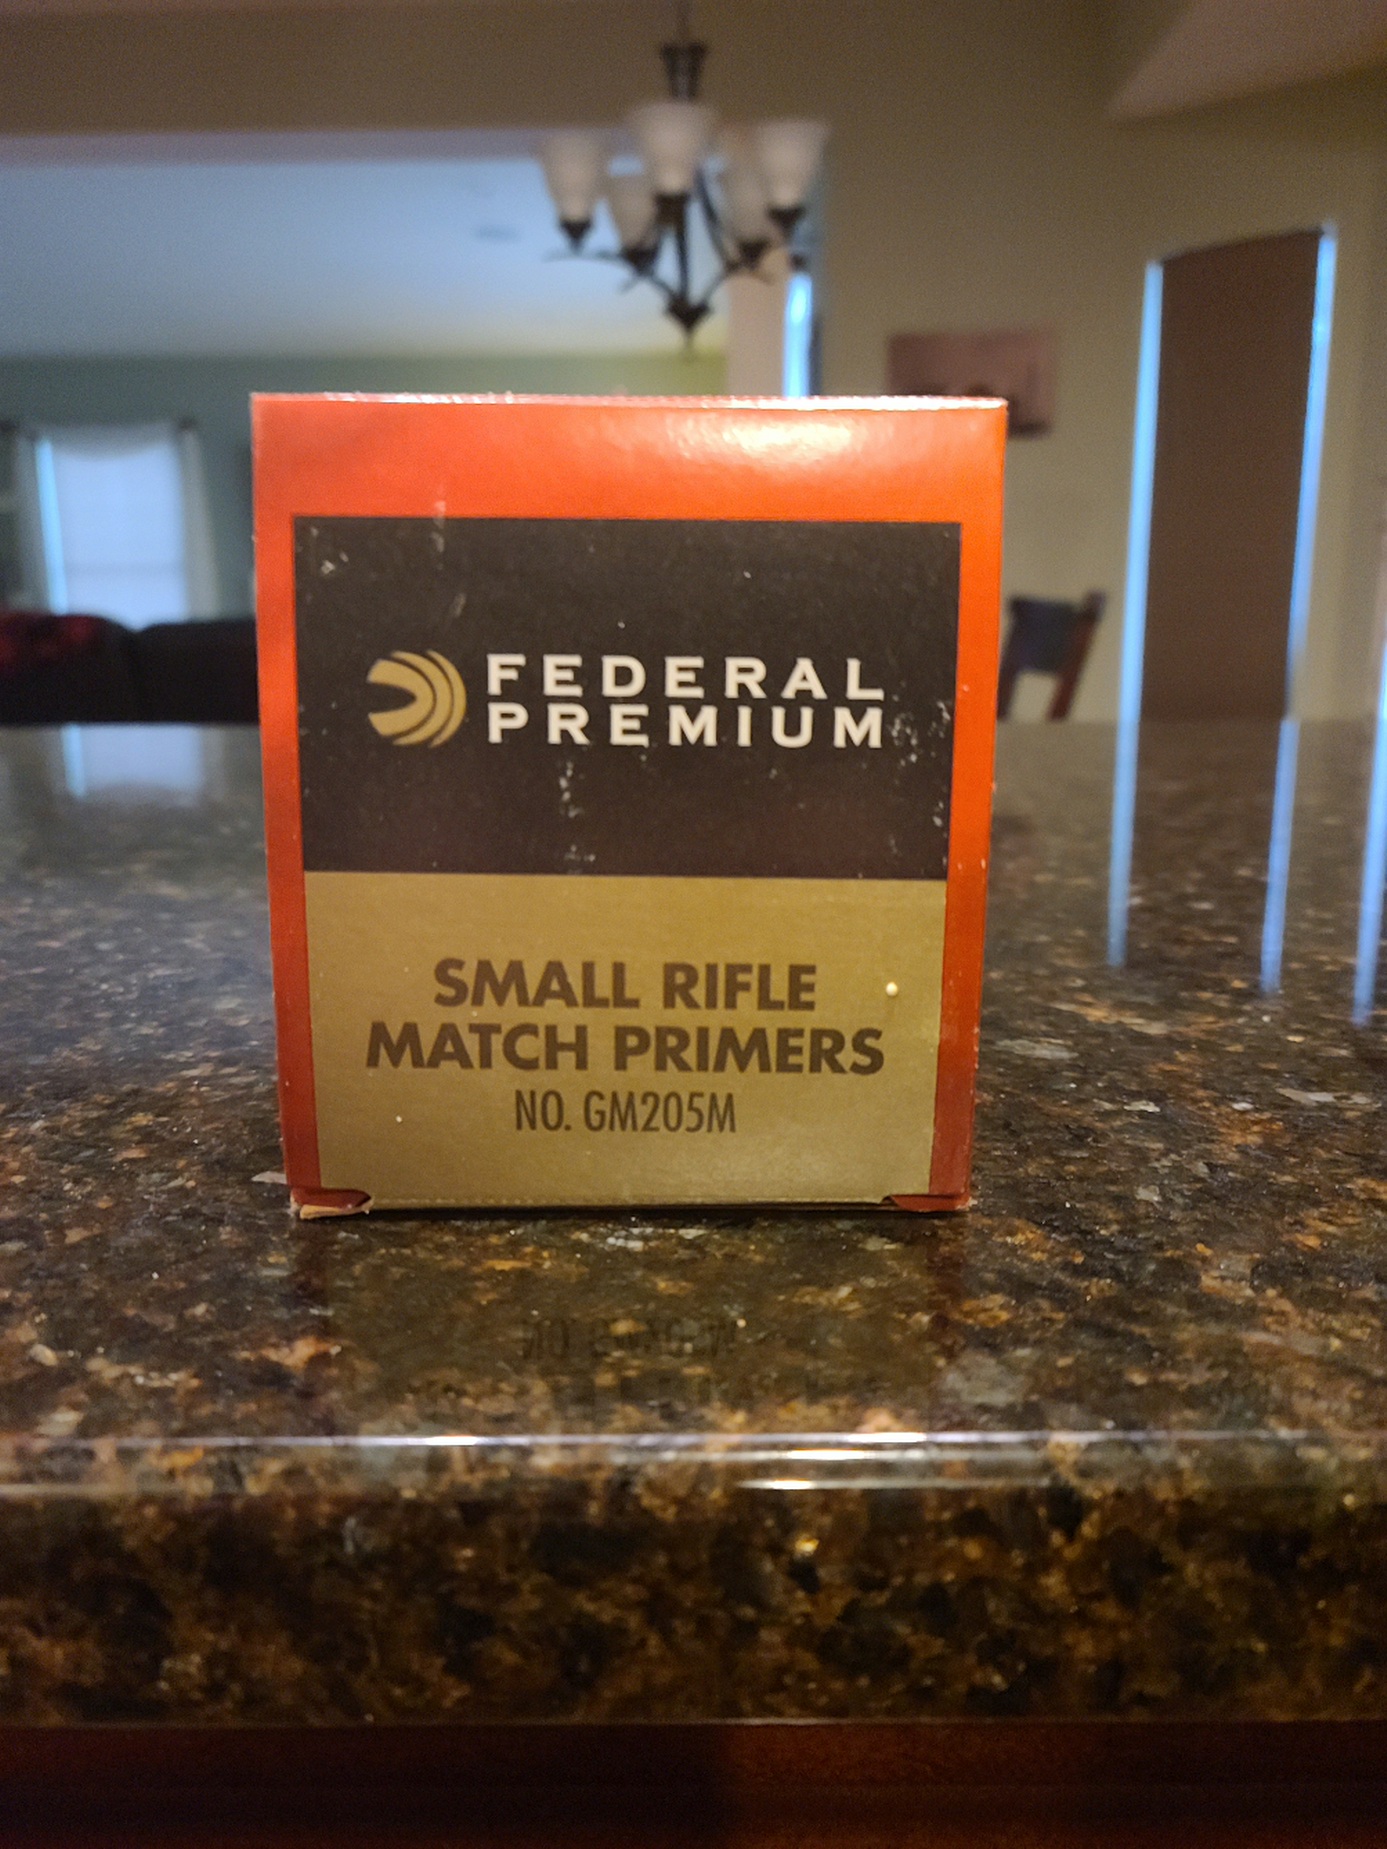 FEDERAL
PREMIUM
SMALL RIFLE
MATCH PRIMERS
NO. GM205M